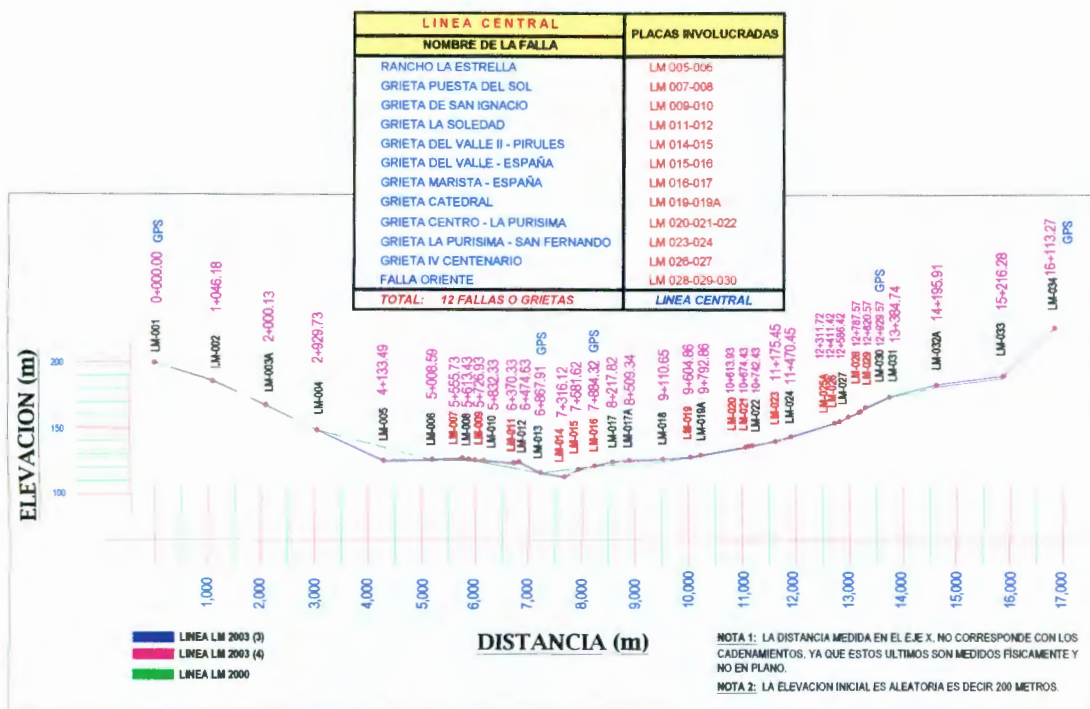 LINEA CENTRAL
NOMBRE DE LA FALLA
PLACAS INVOLUCRADAS
RANCHO LA ESTRELLA LM 005-006
GRIETA PUESTA DEL SOL LM 007-008
GRIETA DE SAN IGNACIO LM 009-010
GRIETA LA SOLEDAD LM 011-012
GRIETA DEL VALLE II - PIRULES LM 014-015
GRIETA DEL VALLE - ESPAÑA LM 015-016
GRIETA MARISTA - ESPAÑA LM 016-017
GRIETA CATEDRAL LM 019-019A
GRIETA CENTRO - LA PURISIMA LM 020-021-022
GRIETA LA PURISIMA - SAN FERNANDO LM 023-024
GRIETA IV CENTENARIO LM 026-027
FALLA ORIENTE LM 028-029-030
TOTAL: 12 FALLAS O GRIETAS LINEA CENTRAL
ELEVACION (m)
200
150
100
LM-001 0+000.00 GPS
LM-002 1+046.18
LM-003A 2+000.13
LM-004 2+929.73
LM-005 4+133.49
LM-006 5+008.59
LM-007 5+555.73
LM-008 5+613.43
LM-009 5+726.93
LM-010 5+832.33
LM-011 6+370.33
LM-012 6+474.63
LM-013 6+867.91 GPS
LM-014 7+316.12
LM-015 7+581.62
LM-016 7+884.32 GPS
LM-017 8+217.82
LM-017A 8+509.34
LM-018 9+110.65
LM-019 9+604.86
LM-019A 9+792.86
LM-020 10+613.93
LM-021 10+674.43
LM-022 10+742.43
LM-023 11+175.45
LM-024 11+470.45
LM-025A 12+311.72
LM-026 12+411.42
LM-027 12+586.42
LM-028 12+787.57
LM-029 12+820.57
LM-030 12+929.57 GPS
LM-031 13+384.74
LM-032A 14+195.91
LM-033 15+216.28
LM-034 16+113.27 GPS
1,000 2,000 3,000 4,000 5,000 6,000 7,000 8,000 9,000 10,000 11,000 12,000 13,000 14,000 15,000 16,000 17,000
DISTANCIA (m)
LINEA LM 2003 (3)
LINEA LM 2003 (4)
LINEA LM 2000
NOTA 1: LA DISTANCIA MEDIDA EN EL EJE X, NO CORRESPONDE CON LOS
CADENAMIENTOS, YA QUE ESTOS ULTIMOS SON MEDIDOS FÍSICAMENTE Y
NO EN PLANO.
NOTA 2: LA ELEVACION INICIAL ES ALEATORIA ES DECIR 200 METROS.